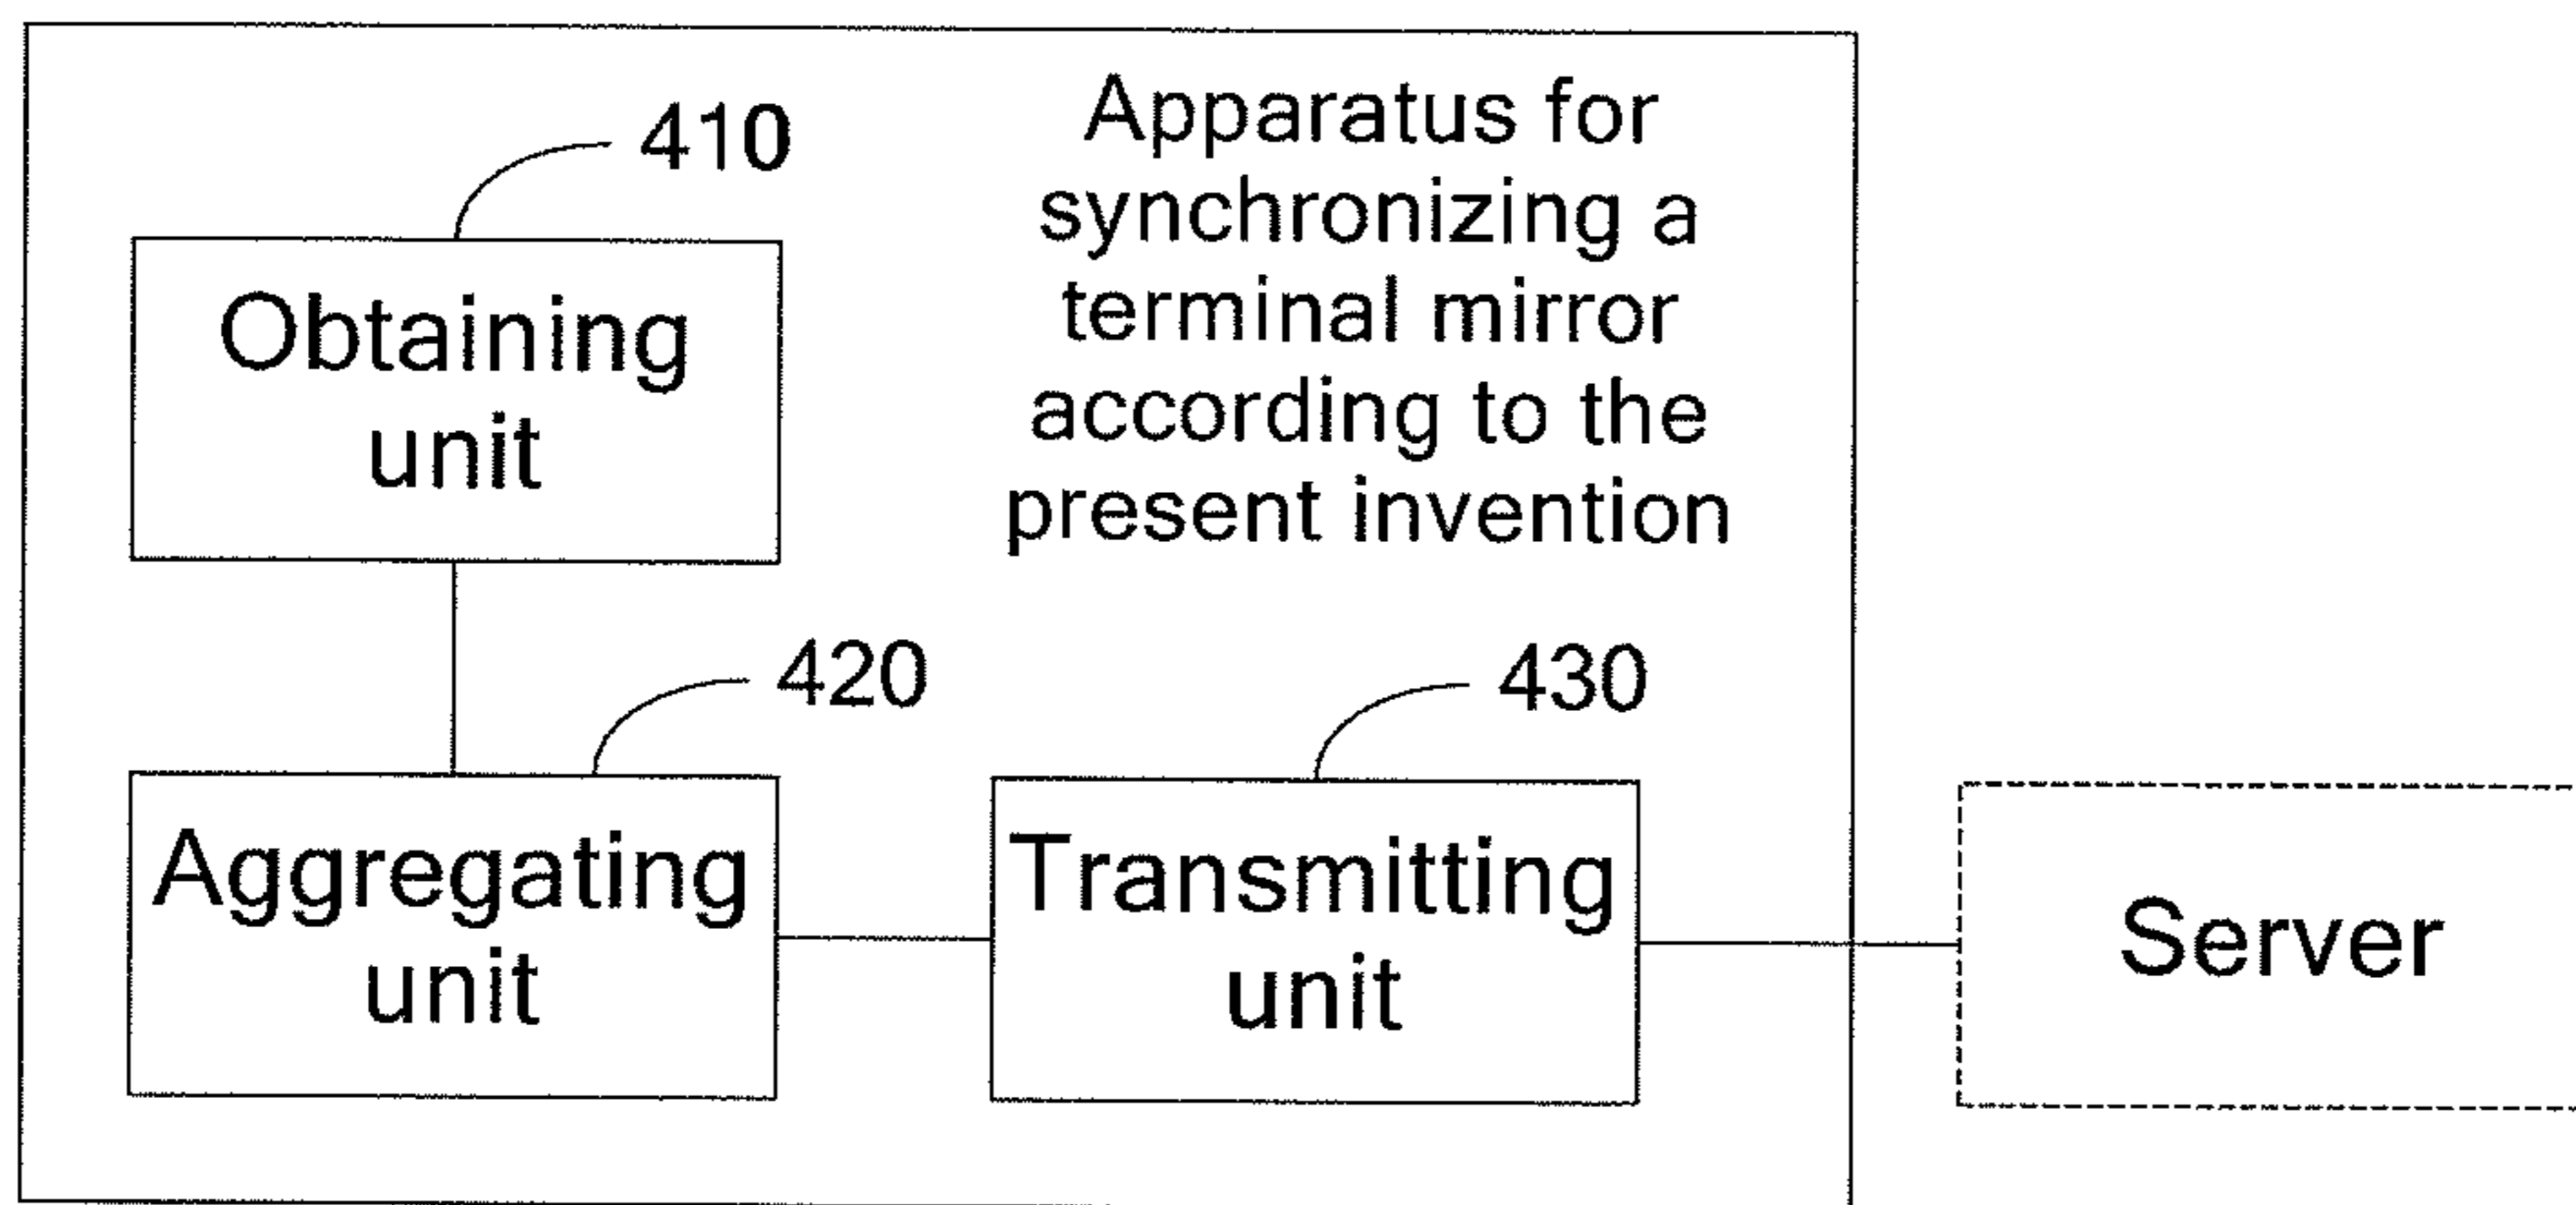 410
Apparatus for
synchronizing a
terminal mirror
according to the
present invention
Obtaining
unit
420
430
Aggregating
unit
Transmitting
unit
Server